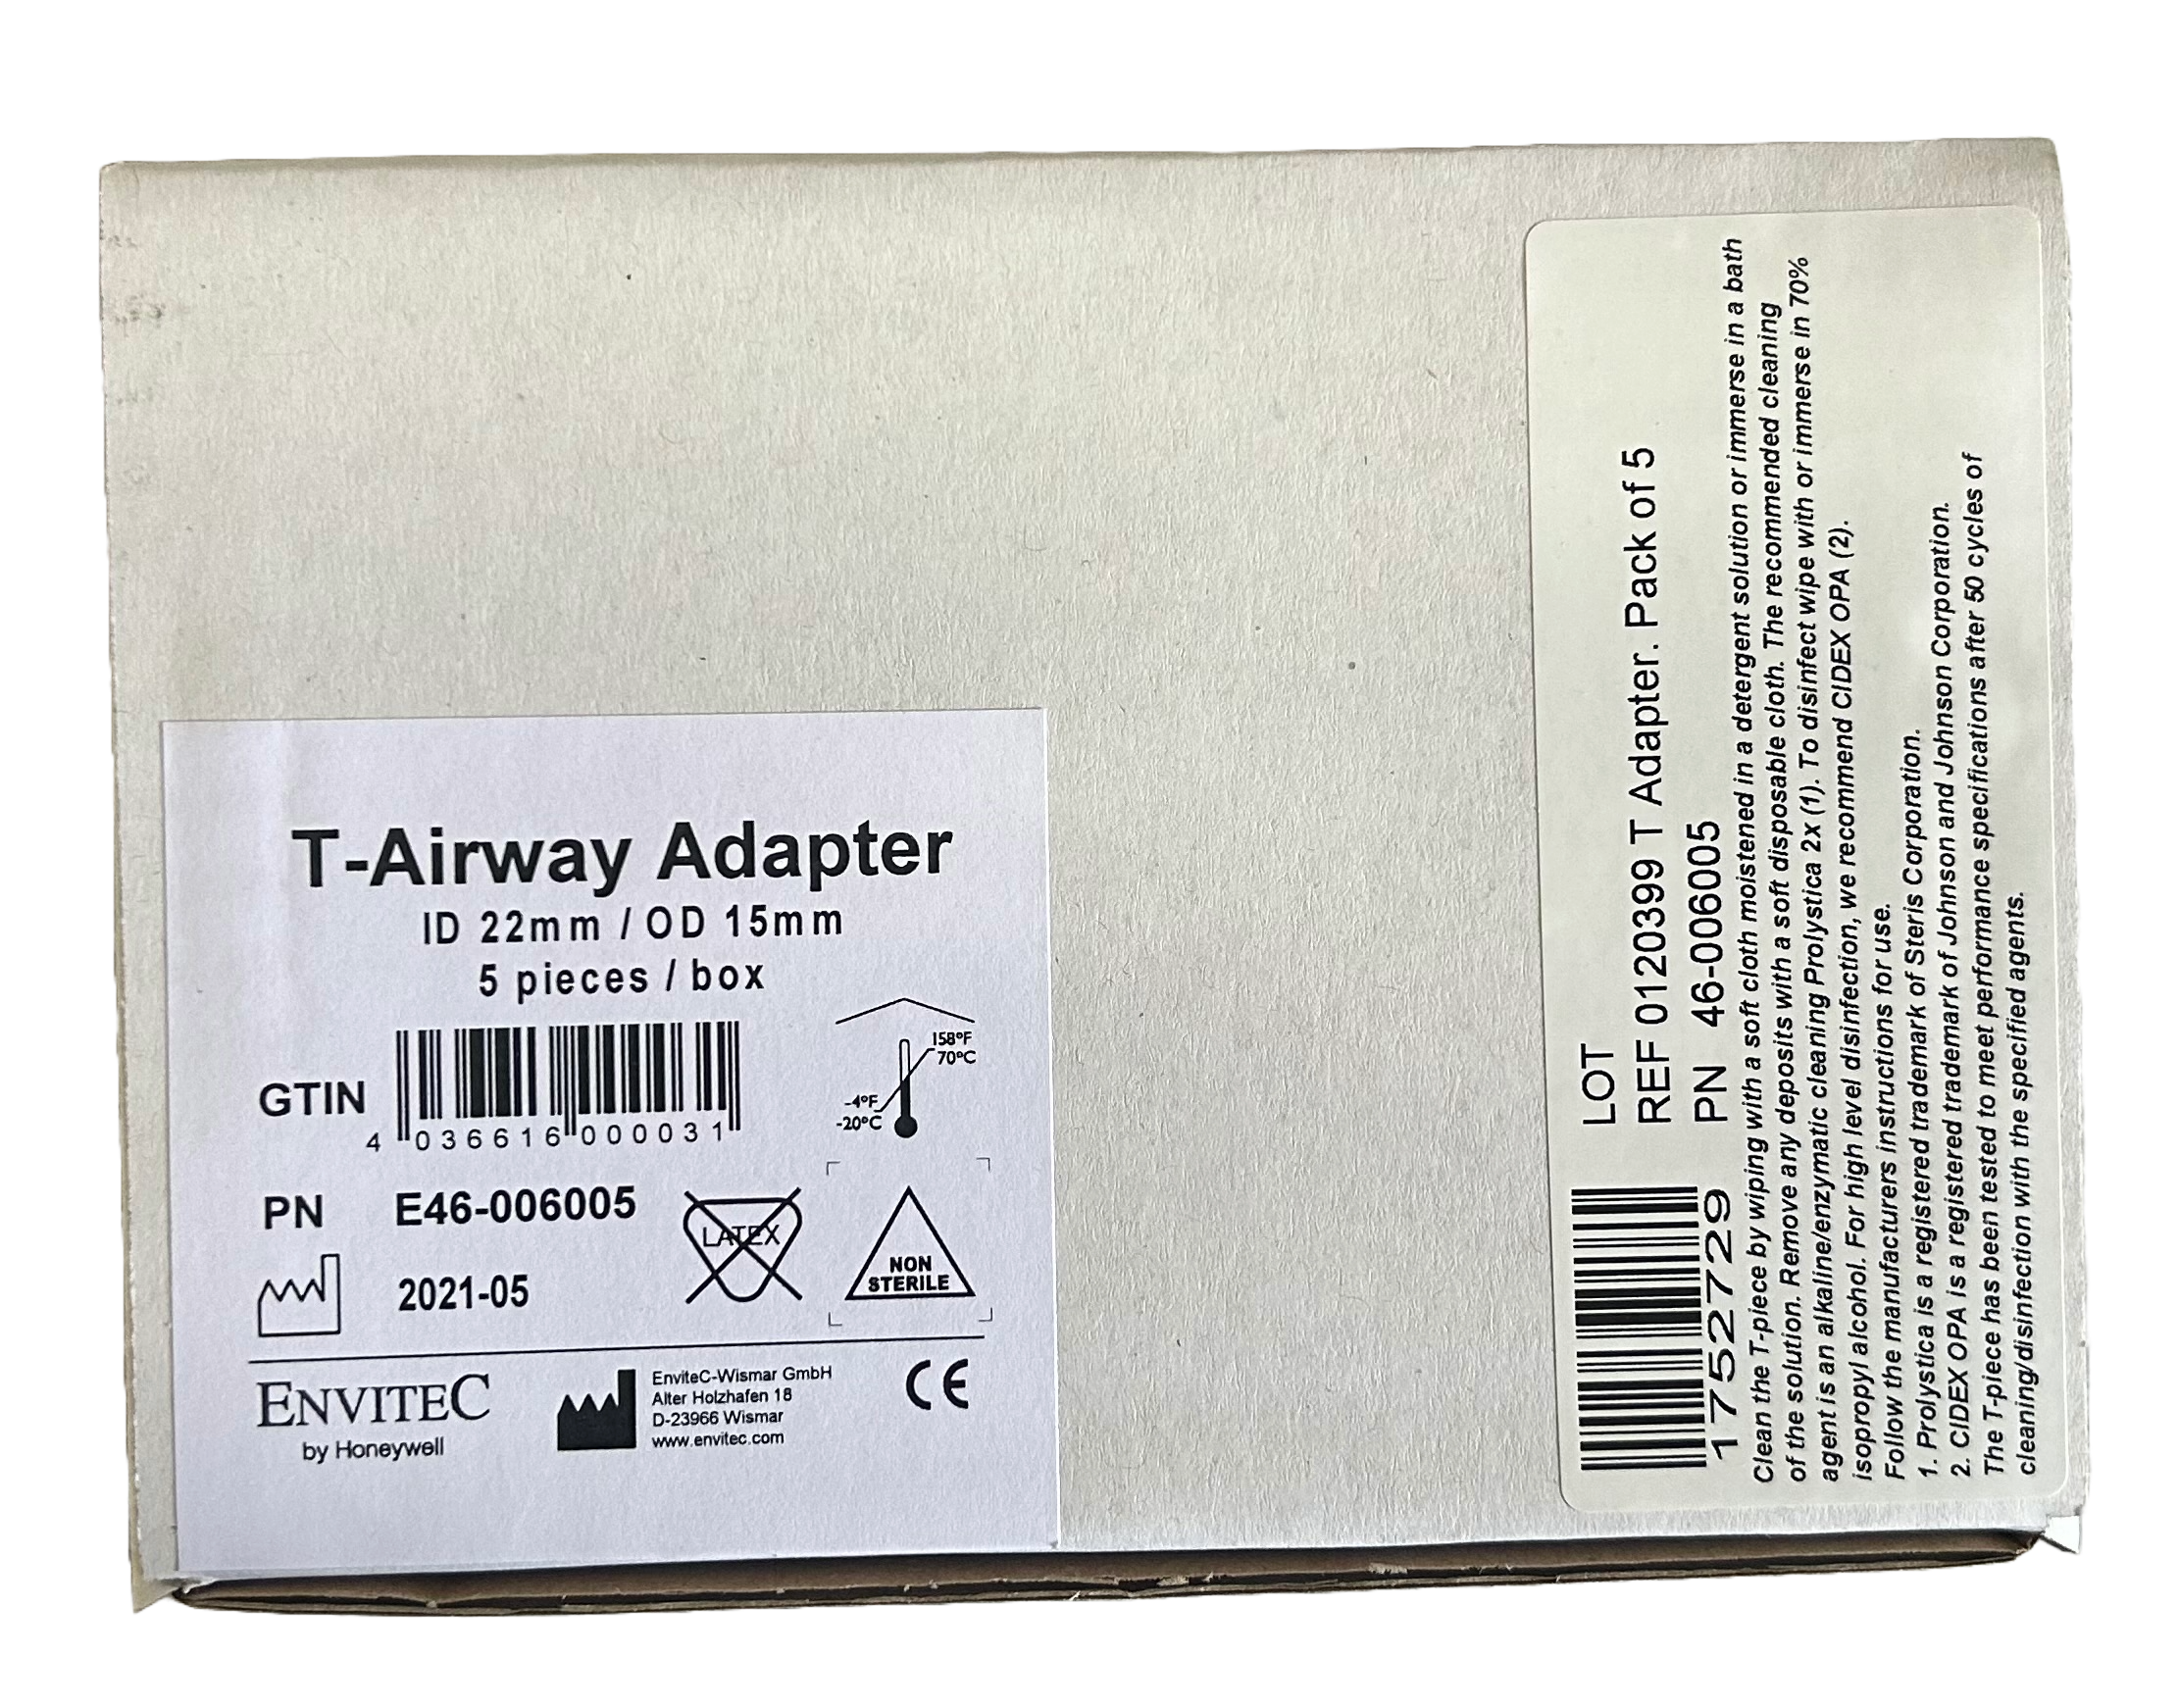 T-Airway Adapter
ID 22mm / OD 15mm
5 pieces / box
GTIN
4 036616 000031
158°F
70°C
-4°F
-20°C
PN E46-006005
LATEX
NON
STERILE
2021-05
ENVITEC
by Honeywell
EnviteC-Wismar GmbH
Alter Holzhafen 18
D-23966 Wismar
www.envitec.com
CE
LOT
REF 0120399 T Adapter. Pack of 5
PN 46-006005
1752729
Clean the T-piece by wiping with a soft cloth moistened in a detergent solution or immerse in a bath
of the solution. Remove any deposits with a soft disposable cloth. The recommended cleaning
agent is an alkaline/enzymatic cleaning Prolystica 2x (1). To disinfect wipe with or immerse in 70%
isopropyl alcohol. For high level disinfection, we recommend CIDEX OPA (2).
Follow the manufacturers instructions for use.
1. Prolystica is a registered trademark of Steris Corporation.
2. CIDEX OPA is a registered trademark of Johnson and Johnson Corporation.
The T-piece has been tested to meet performance specifications after 50 cycles of
cleaning/disinfection with the specified agents.